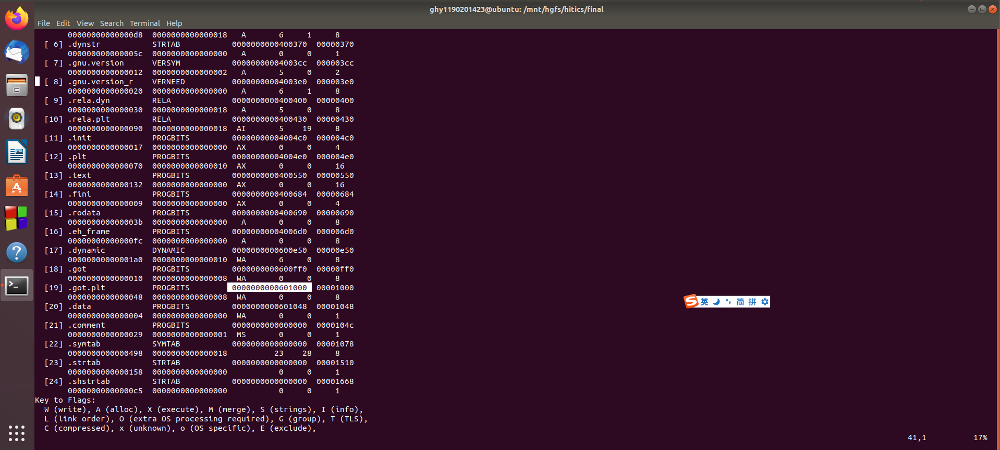 ghy1190201423@ubuntu: /mnt/hgfs/hitics/final
File Edit View Search Terminal Help
00000000000000d8 0000000000000018 A 6 1 8
[ 6] .dynstr STRTAB 0000000000400370 00000370
000000000000005c 0000000000000000 A 0 0 1
[ 7] .gnu.version VERSYM 00000000004003cc 000003cc
0000000000000012 0000000000000002 A 5 0 2
[ 8] .gnu.version_r VERNEED 00000000004003e0 000003e0
0000000000000020 0000000000000000 A 6 1 8
[ 9] .rela.dyn RELA 0000000000400400 00000400
0000000000000030 0000000000000018 A 5 0 8
[10] .rela.plt RELA 0000000000400430 00000430
0000000000000090 0000000000000018 AI 5 19 8
[11] .init PROGBITS 00000000004004c0 000004c0
0000000000000017 0000000000000000 AX 0 0 4
[12] .plt PROGBITS 00000000004004e0 000004e0
0000000000000070 0000000000000010 AX 0 0 16
[13] .text PROGBITS 0000000000400550 00000550
0000000000000132 0000000000000000 AX 0 0 16
[14] .fini PROGBITS 0000000000400684 00000684
0000000000000009 0000000000000000 AX 0 0 4
[15] .rodata PROGBITS 0000000000400690 00000690
000000000000003b 0000000000000000 A 0 0 8
[16] .eh_frame PROGBITS 00000000004006d0 000006d0
00000000000000fc 0000000000000000 A 0 0 8
[17] .dynamic DYNAMIC 0000000000600e50 00000e50
00000000000001a0 0000000000000010 WA 6 0 8
[18] .got PROGBITS 0000000000600ff0 00000ff0
0000000000000010 0000000000000008 WA 0 0 8
[19] .got.plt PROGBITS 0000000000601000 00001000
0000000000000048 0000000000000008 WA 0 0 8
[20] .data PROGBITS 0000000000601048 00001048
0000000000000004 0000000000000000 WA 0 0 1
[21] .comment PROGBITS 0000000000000000 0000104c
0000000000000029 0000000000000001 MS 0 0 1
[22] .symtab SYMTAB 0000000000000000 00001078
0000000000000498 0000000000000018 23 28 8
[23] .strtab STRTAB 0000000000000000 00001510
0000000000000158 0000000000000000 0 0 1
[24] .shstrtab STRTAB 0000000000000000 00001668
00000000000000c5 0000000000000000 0 0 1
Key to Flags:
W (write), A (alloc), X (execute), M (merge), S (strings), I (info),
L (link order), O (extra OS processing required), G (group), T (TLS),
C (compressed), x (unknown), o (OS specific), E (exclude),
41,1 17%
英 简 拼